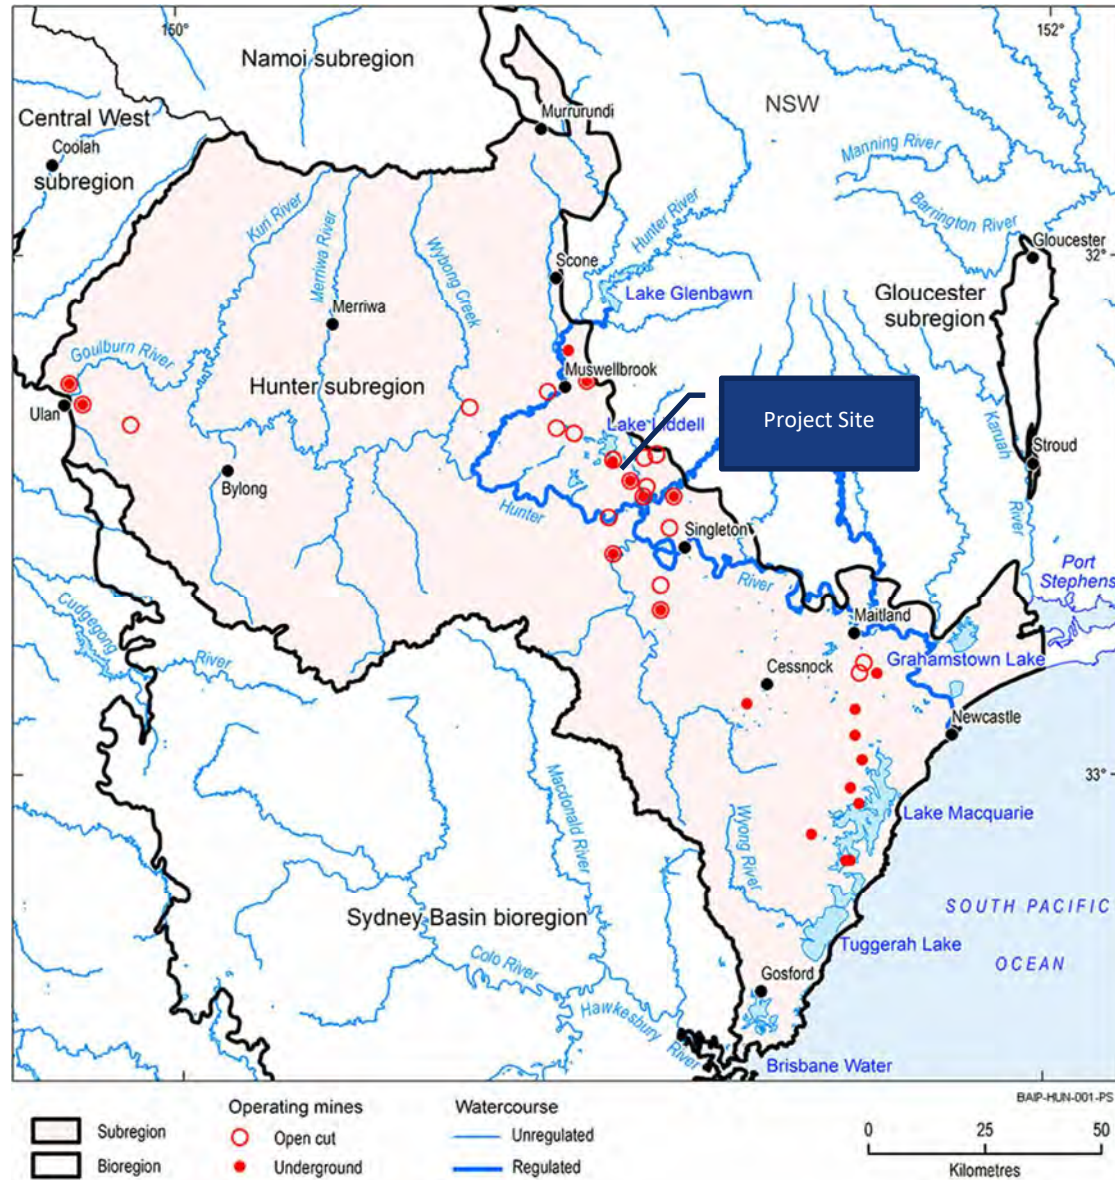 150°
152°
Namoi subregion
NSW
Murrurundi
Central West
Coolah
subregion
Manning River
Barrington River
Kuri River
Merriwa River
Wybong Creek
Hunter River
Gloucester
32°
Scone
Lake Glenbawn
Gloucester
subregion
Merriwa
Goulburn River
Hunter subregion
Muswellbrook
Ulan
Lake Liddell
Project Site
Karuah
River
Stroud
Bylong
Hunter
River
Singleton
Port
Stephens
Cudgegong
River
Maitland
Grahamstown Lake
Cessnock
Newcastle
33°
Macdonald River
Wyong River
Lake Macquarie
Sydney Basin bioregion
SOUTH PACIFIC
OCEAN
Tuggerah Lake
Colo River
Gosford
Hawkesbury River
Brisbane Water
BAIP-HUN-001-PS
Operating mines
Watercourse
Subregion
Open cut
Unregulated
Bioregion
Underground
Regulated
0 25 50
Kilometres